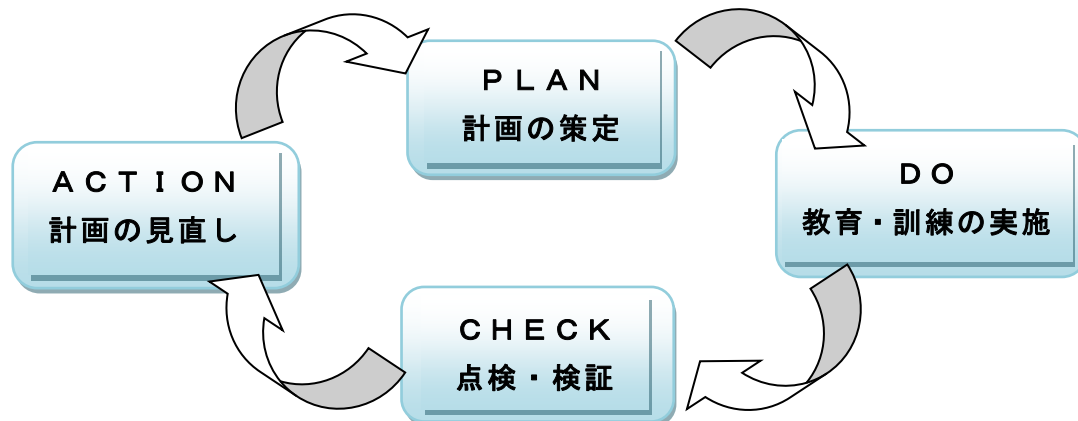 ＰＬＡＮ
計画の策定
ＤＯ
教育・訓練の実施
ＣＨＥＣＫ
点検・検証
ＡＣＴＩＯＮ
計画の見直し